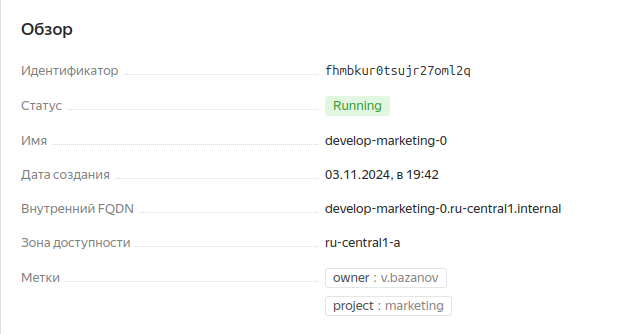 Обзор
Идентификатор fhmbkur0tsujr27oml2q
Статус Running
Имя develop-marketing-0
Дата создания 03.11.2024, в 19:42
Внутренний FQDN develop-marketing-0.ru-central1.internal
Зона доступности ru-central1-a
Метки owner : v.bazanov
project : marketing